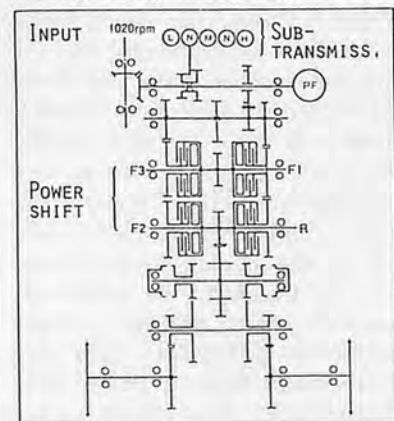 INPUT
1020rpm
L N M N H
SUB-
TRANSMISS.
PF
F3 F1
POWER
SHIFT
F2 R